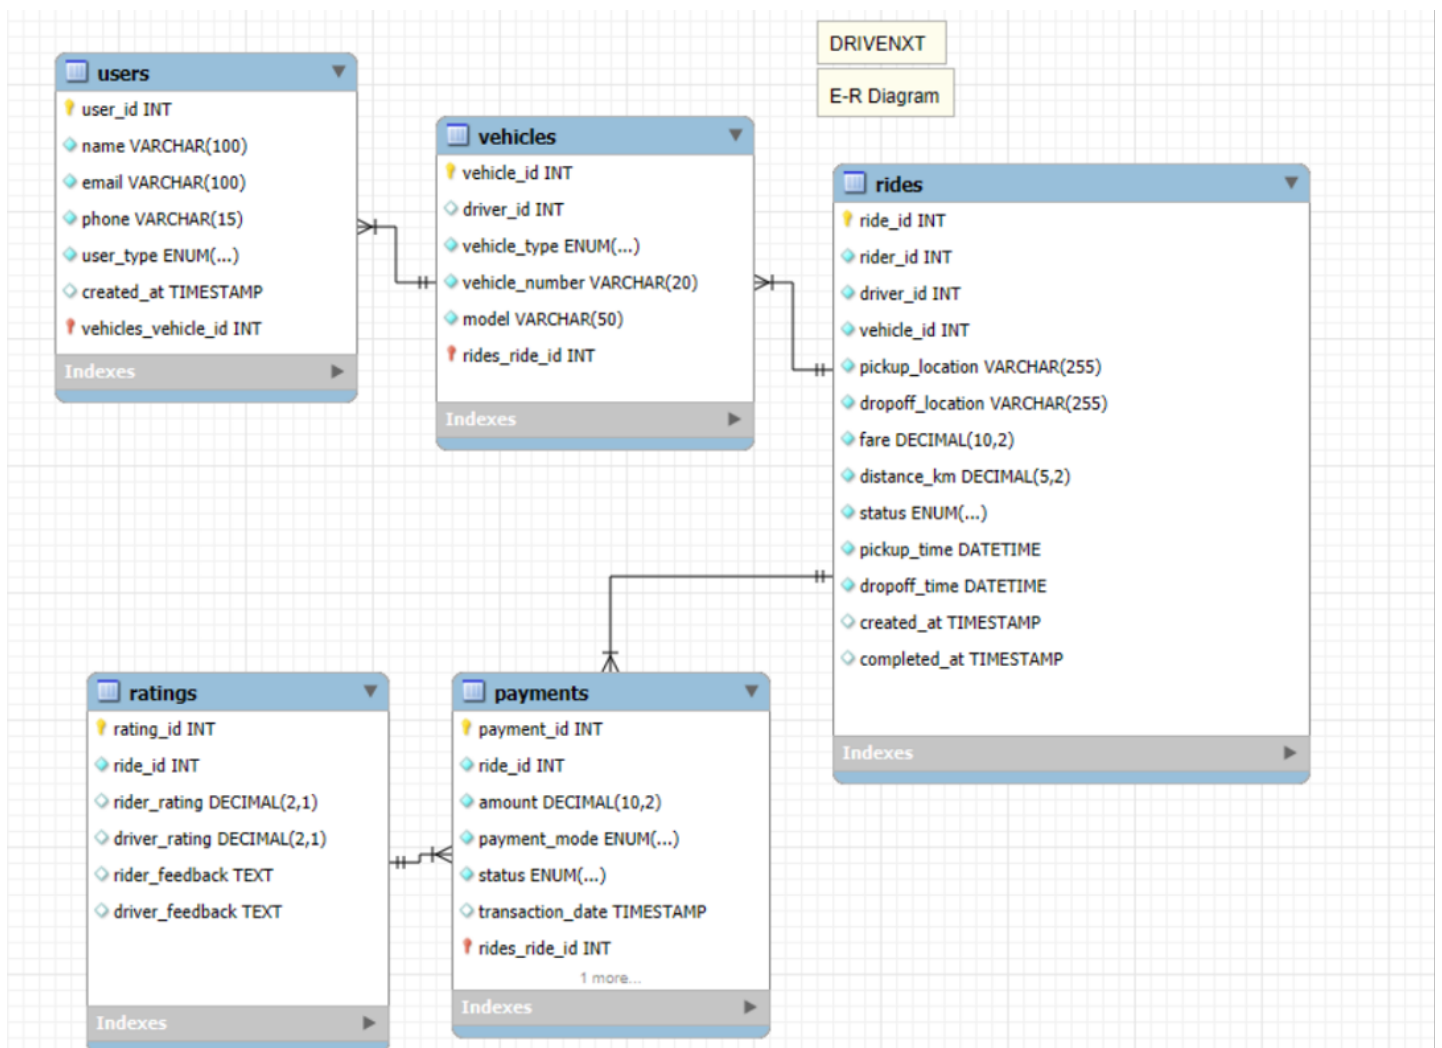 DRIVENXT
E-R Diagram
users
user_id INT
name VARCHAR(100)
email VARCHAR(100)
phone VARCHAR(15)
user_type ENUM(...)
created_at TIMESTAMP
vehicles_vehicle_id INT
Indexes
vehicles
vehicle_id INT
driver_id INT
vehicle_type ENUM(...)
vehicle_number VARCHAR(20)
model VARCHAR(50)
rides_ride_id INT
Indexes
rides
ride_id INT
rider_id INT
driver_id INT
vehicle_id INT
pickup_location VARCHAR(255)
dropoff_location VARCHAR(255)
fare DECIMAL(10,2)
distance_km DECIMAL(5,2)
status ENUM(...)
pickup_time DATETIME
dropoff_time DATETIME
created_at TIMESTAMP
completed_at TIMESTAMP
Indexes
ratings
rating_id INT
ride_id INT
rider_rating DECIMAL(2,1)
driver_rating DECIMAL(2,1)
rider_feedback TEXT
driver_feedback TEXT
Indexes
payments
payment_id INT
ride_id INT
amount DECIMAL(10,2)
payment_mode ENUM(...)
status ENUM(...)
transaction_date TIMESTAMP
rides_ride_id INT
1 more...
Indexes